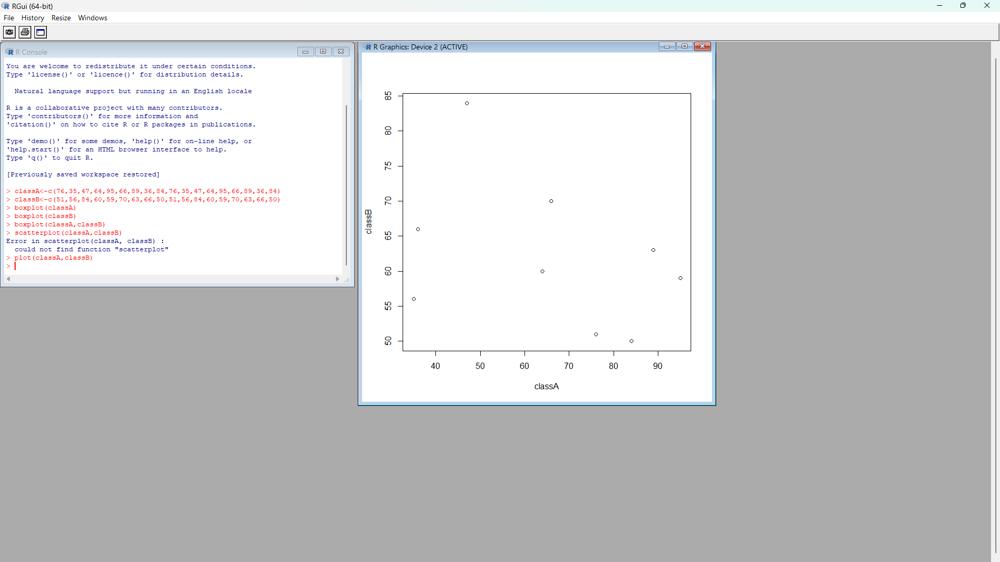 RGui (64-bit)
File History Resize Windows
R Console
You are welcome to redistribute it under certain conditions.
Type 'license()' or 'licence()' for distribution details.
Natural language support but running in an English locale
R is a collaborative project with many contributors.
Type 'contributors()' for more information and
'citation()' on how to cite R or R packages in publications.
Type 'demo()' for some demos, 'help()' for on-line help, or
'help.start()' for an HTML browser interface to help.
Type 'q()' to quit R.
[Previously saved workspace restored]
> classA<-c(76,35,47,64,95,66,89,36,84,76,35,47,64,95,66,89,36,84)
> classB<-c(51,56,84,60,59,70,63,66,50,51,56,84,60,59,70,63,66,50)
> boxplot(classA)
> boxplot(classB)
> boxplot(classA,classB)
> scatterplot(classA,classB)
Error in scatterplot(classA, classB) :
could not find function "scatterplot"
> plot(classA,classB)
>
R Graphics: Device 2 (ACTIVE)
85
80
75
70
65
60
55
50
classB
40 50 60 70 80 90
classA